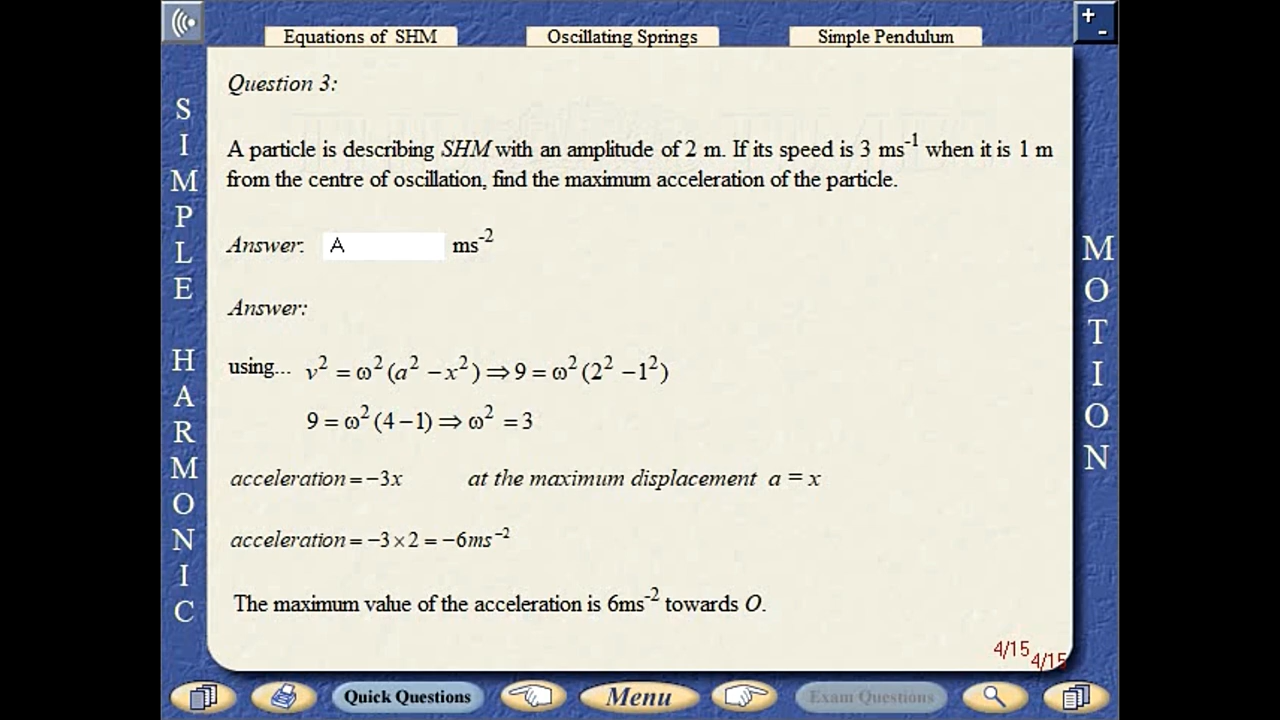 Equations of SHM
Oscillating Springs
Simple Pendulum
+
-
SIMPLE HARMONIC
MOTION
Question 3:
A particle is describing SHM with an amplitude of 2 m. If its speed is 3 ms⁻¹ when it is 1 m
from the centre of oscillation, find the maximum acceleration of the particle.
Answer: A ms⁻²
Answer:
using... v² = ω²(a² − x²) ⇒ 9 = ω²(2² − 1²)
9 = ω²(4 − 1) ⇒ ω² = 3
acceleration = −3x at the maximum displacement a = x
acceleration = −3 × 2 = −6ms⁻²
The maximum value of the acceleration is 6ms⁻² towards O.
4/15
4/15
Quick Questions
Menu
Exam Questions